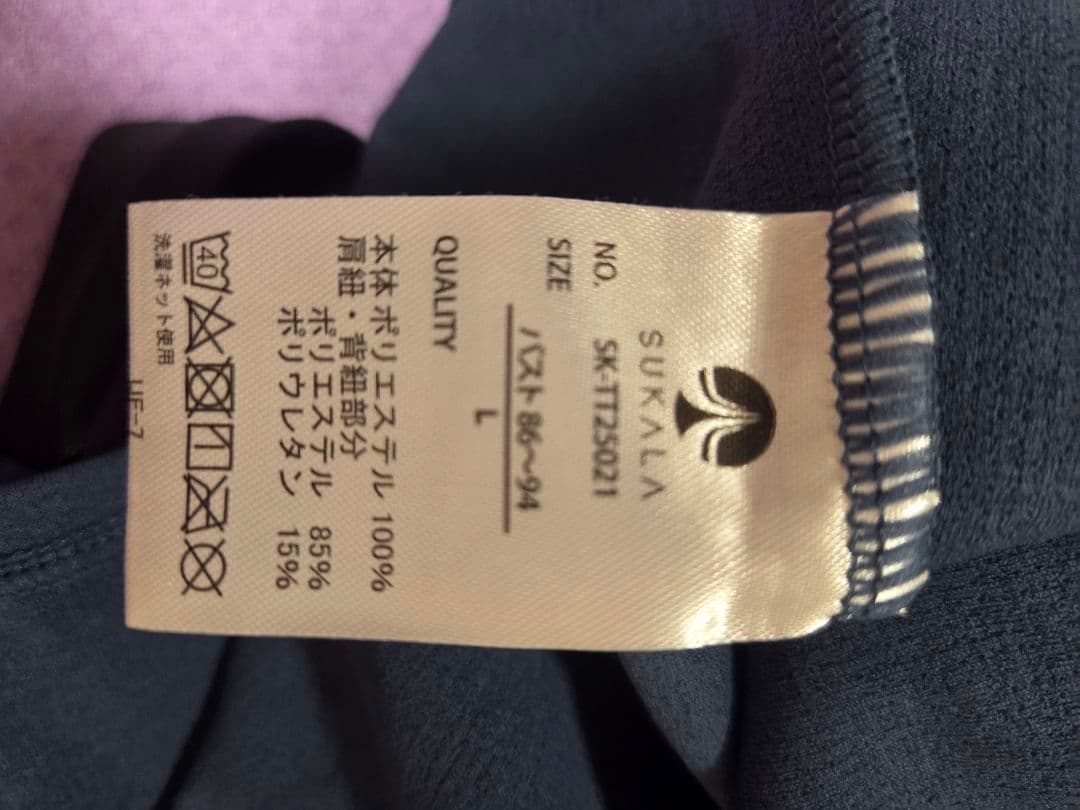 SUKALA
NO. SK-TT25021
SIZE バスト 86～94
L
QUALITY
本体 ポリエステル 100%
肩紐・背紐部分
ポリエステル 85%
ポリウレタン 15%
40
洗濯ネット使用